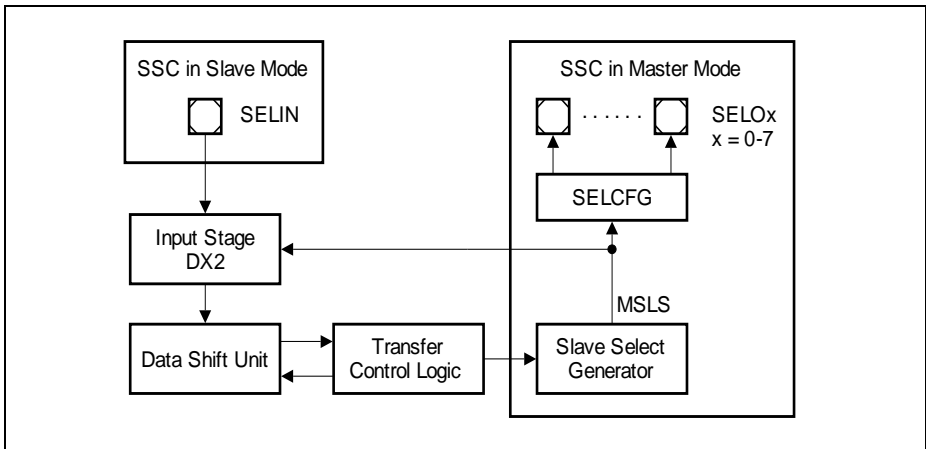 SSC in Slave Mode
SELIN
SSC in Master Mode
. . . . . .
SELOx
x = 0-7
SELCFG
Input Stage
DX2
MSLS
Data Shift Unit
Transfer
Control Logic
Slave Select
Generator